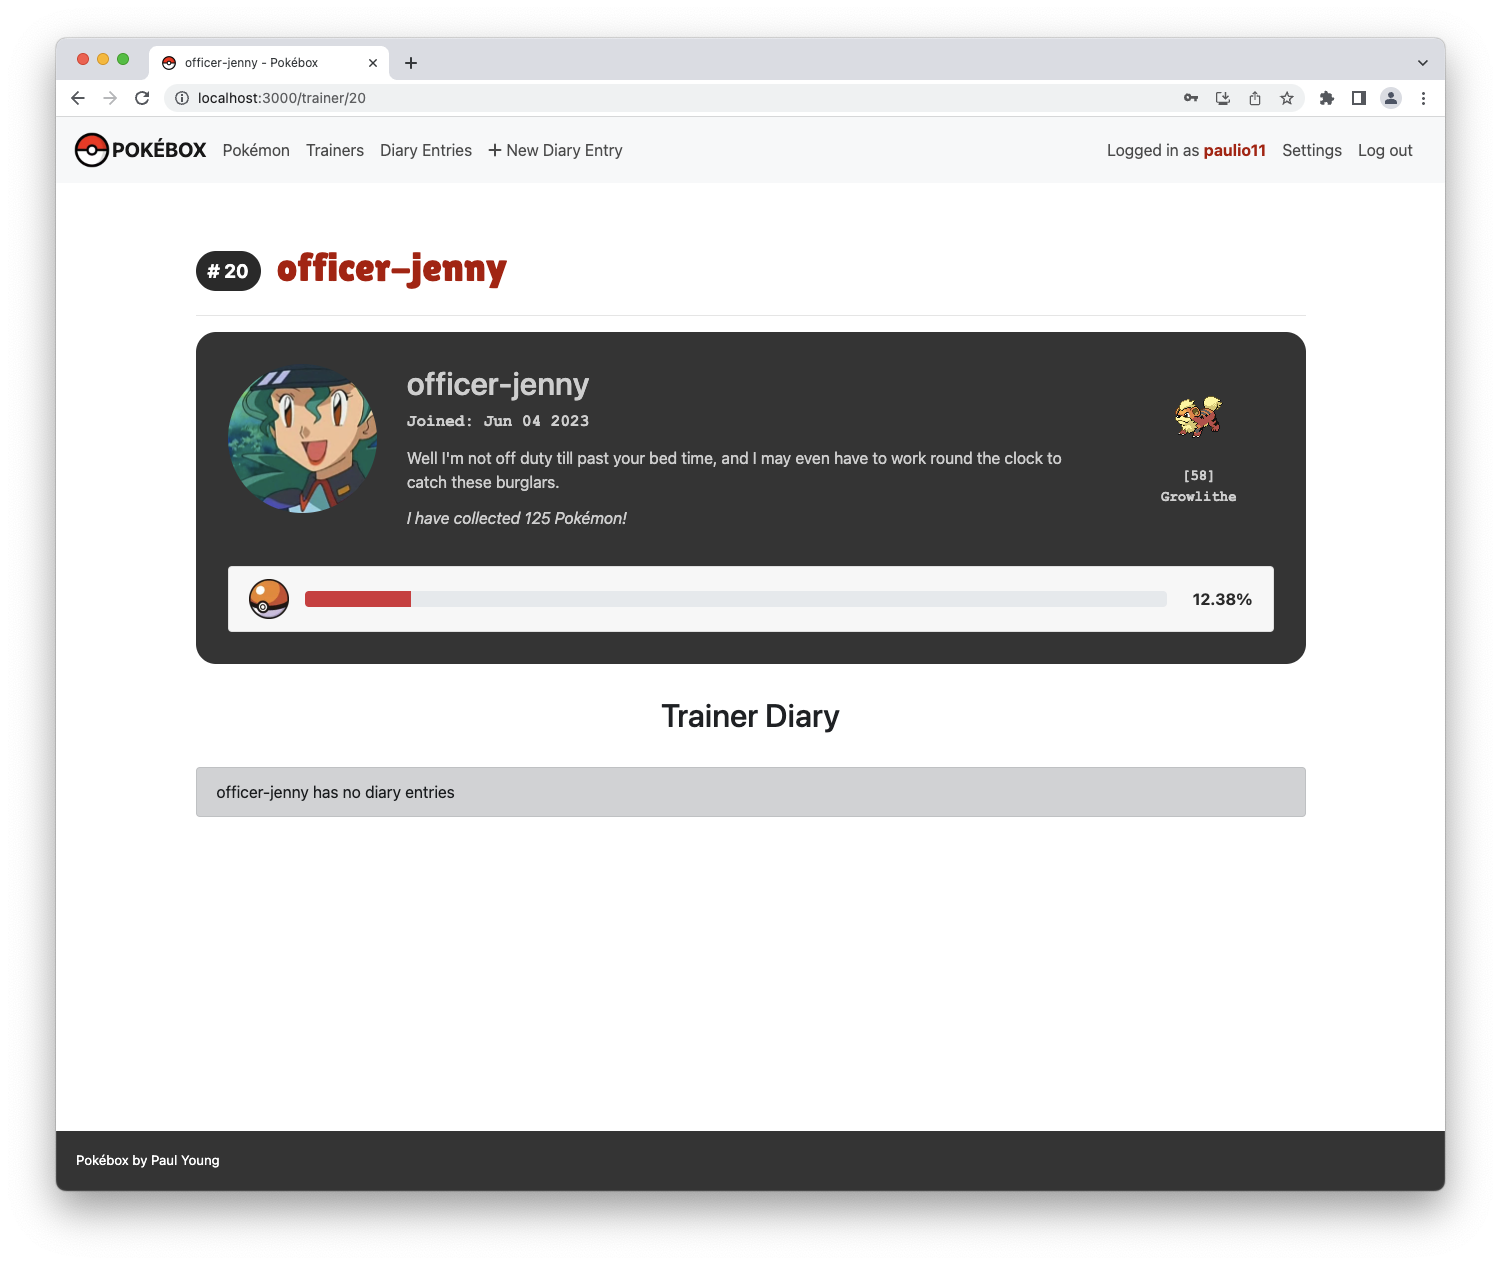 officer-jenny - Pokébox
localhost:3000/trainer/20
POKÉBOX Pokémon Trainers Diary Entries + New Diary Entry Logged in as paulio11 Settings Log out
# 20 officer-jenny
officer-jenny
Joined: Jun 04 2023
Well I'm not off duty till past your bed time, and I may even have to work round the clock to
catch these burglars.
I have collected 125 Pokémon!
[58]
Growlithe
12.38%
Trainer Diary
officer-jenny has no diary entries
Pokébox by Paul Young